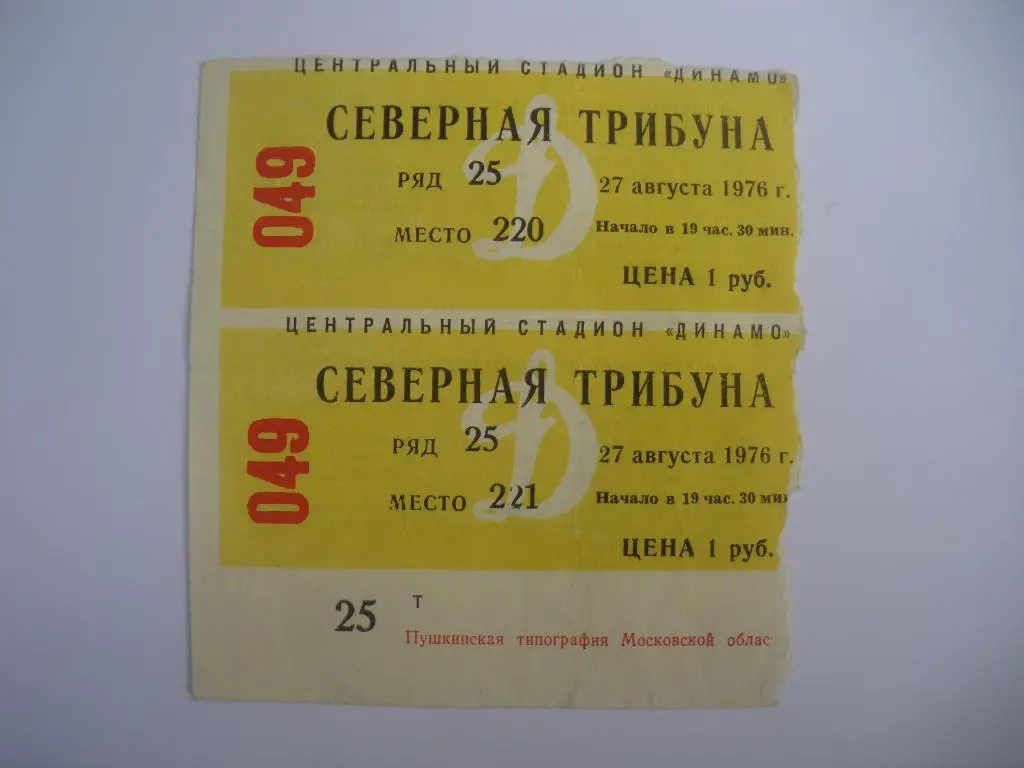 ЦЕНТРАЛЬНЫЙ СТАДИОН «ДИНАМО»
СЕВЕРНАЯ ТРИБУНА
049
РЯД 25 27 августа 1976 г.
МЕСТО 220 Начало в 19 час. 30 мин.
ЦЕНА 1 руб.
ЦЕНТРАЛЬНЫЙ СТАДИОН «ДИНАМО»
СЕВЕРНАЯ ТРИБУНА
049
РЯД 25 27 августа 1976 г.
МЕСТО 221 Начало в 19 час. 30 мин
ЦЕНА 1 руб.
25 Т
Пушкинская типография Московской облас